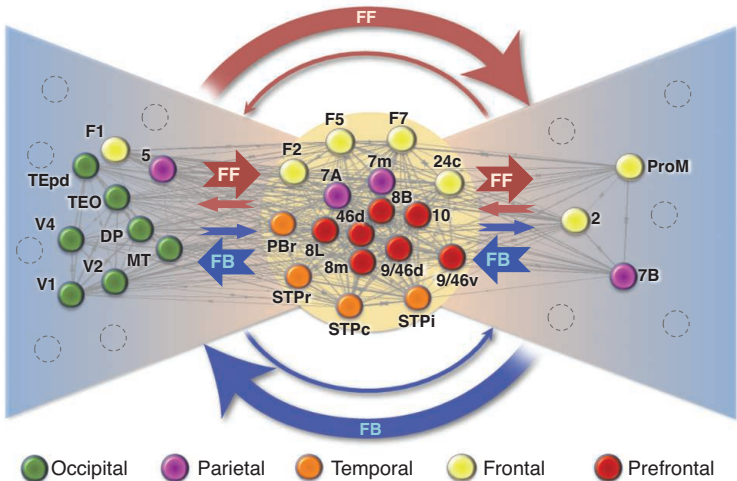 FF
F5
F7
F1
5
F2
7m
24c
ProM
TEpd
FF
7A
FF
TEO
8B
10
46d
2
V4
DP
PBr
8L
MT
FB
8m
9/46d
9/46v
FB
V1
V2
7B
STPr
STPc
STPi
FB
Occipital
Parietal
Temporal
Frontal
Prefrontal